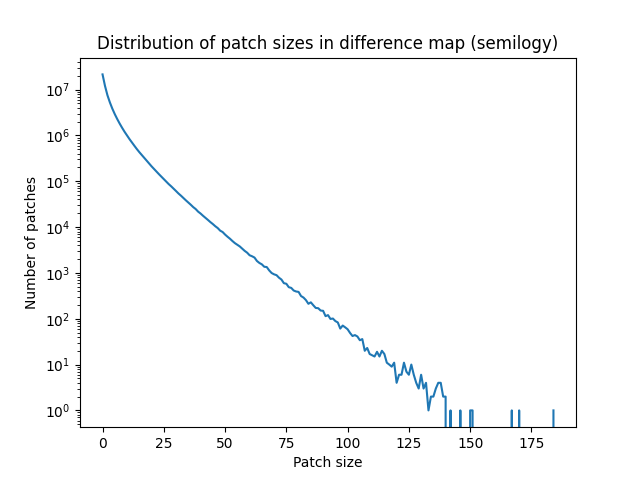 Distribution of patch sizes in difference map (semilogy)
Number of patches
10⁷
10⁶
10⁵
10⁴
10³
10²
10¹
10⁰
0 25 50 75 100 125 150 175
Patch size